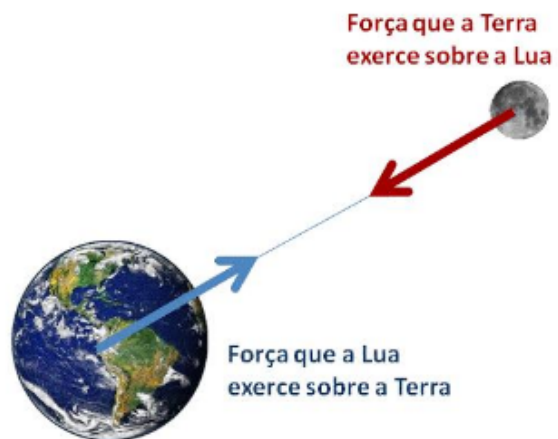 Força que a Terra
exerce sobre a Lua
Força que a Lua
exerce sobre a Terra